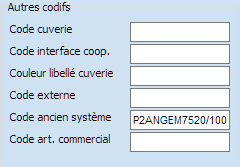 Autres codifs
Code cuverie
Code interface coop.
Couleur libellé cuverie
Code externe
Code ancien système P2ANGEM7520/100
Code art. commercial